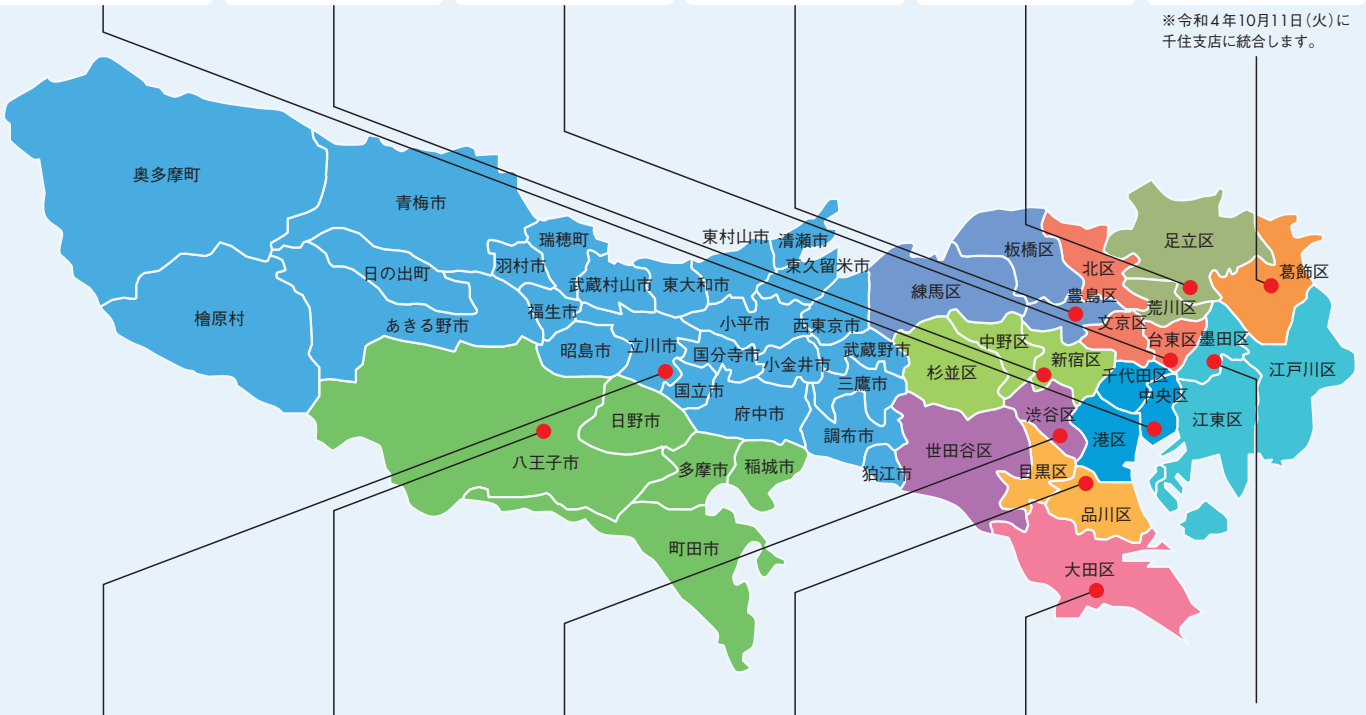 ※令和4年10月11日(火)に
千住支店に統合します。
奥多摩町
青梅市
檜原村
日の出町
あきる野市
瑞穂町
羽村市
福生市
武蔵村山市
東大和市
東村山市
清瀬市
東久留米市
昭島市
立川市
小平市
西東京市
国分寺市
小金井市
武蔵野市
国立市
府中市
三鷹市
調布市
狛江市
日野市
八王子市
多摩市
稲城市
町田市
練馬区
板橋区
北区
豊島区
足立区
荒川区
葛飾区
文京区
台東区
墨田区
江戸川区
中野区
杉並区
新宿区
千代田区
中央区
江東区
渋谷区
港区
世田谷区
目黒区
品川区
大田区